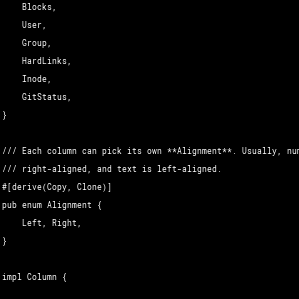 Blocks,
User,
Group,
HardLinks,
Inode,
GitStatus,
}
/// Each column can pick its own **Alignment**. Usually,
/// right-aligned, and text is left-aligned.
#[derive(Copy, Clone)]
pub enum Alignment {
Left, Right,
}
impl Column {